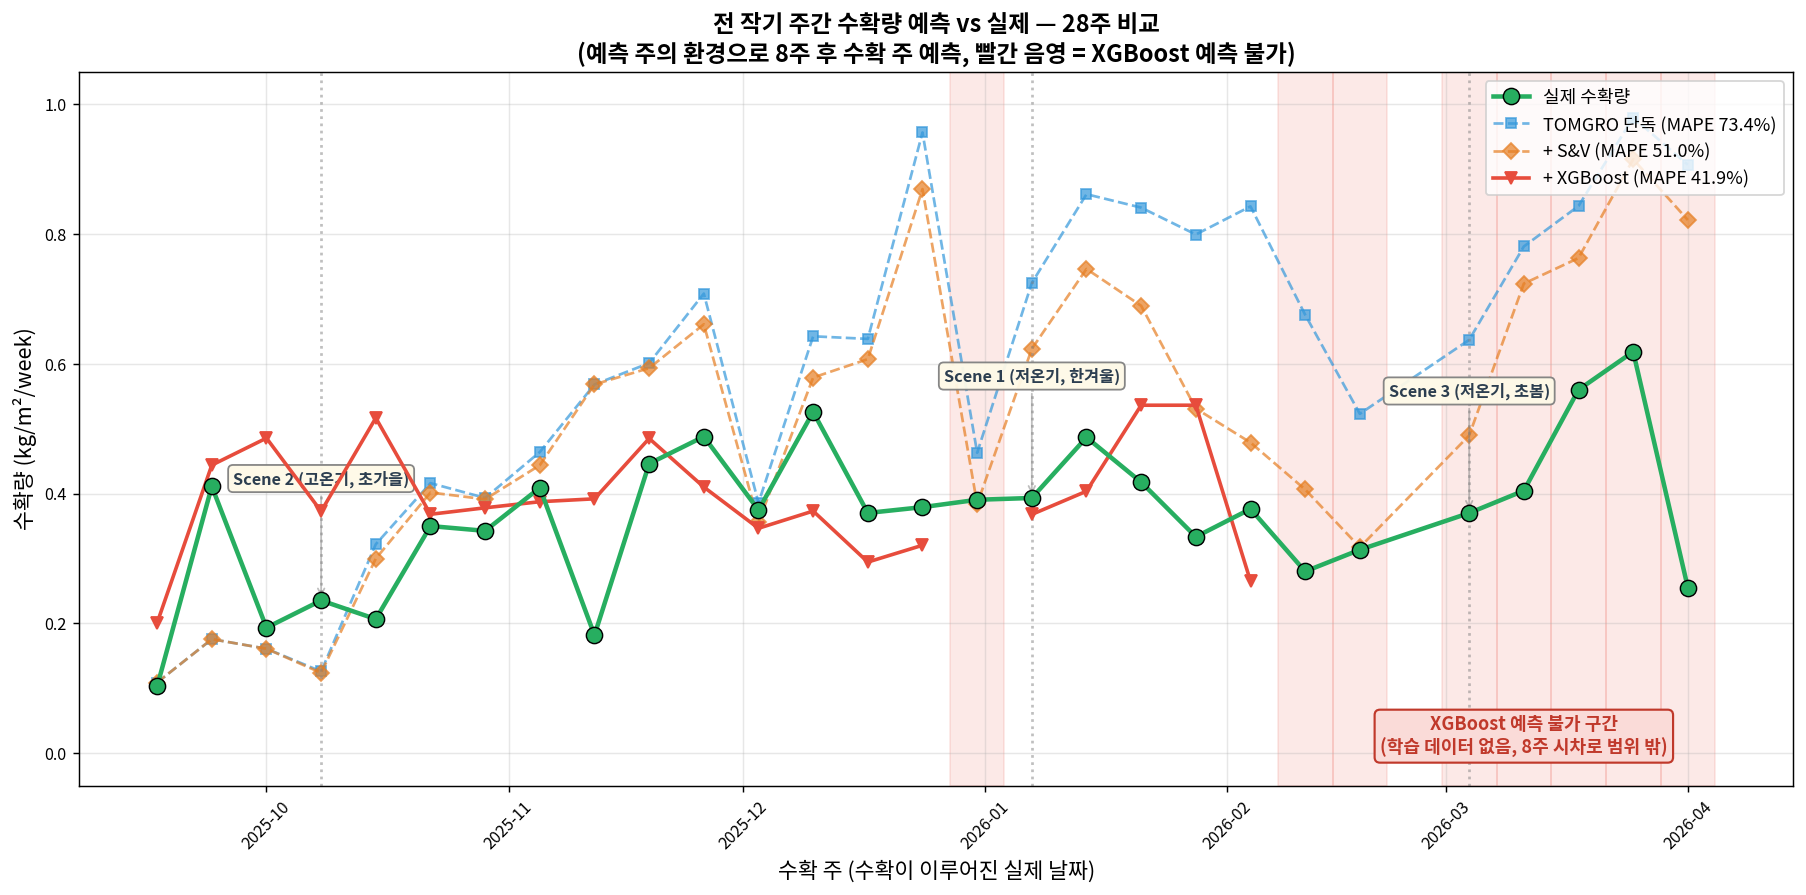 전 작기 주간 수확량 예측 vs 실제 — 28주 비교
(예측 주의 환경으로 8주 후 수확 주 예측, 빨간 음영 = XGBoost 예측 불가)
수확량 (kg/m²/week)
1.0
0.8
0.6
0.4
0.2
0.0
실제 수확량
TOMGRO 단독 (MAPE 73.4%)
+ S&V (MAPE 51.0%)
+ XGBoost (MAPE 41.9%)
Scene 1 (저온기, 한겨울)
Scene 3 (저온기, 초봄)
Scene 2 (고온기, 초가을)
XGBoost 예측 불가 구간
(학습 데이터 없음, 8주 시차로 범위 밖)
2025-10
2025-11
2025-12
2026-01
2026-02
2026-03
2026-04
수확 주 (수확이 이루어진 실제 날짜)